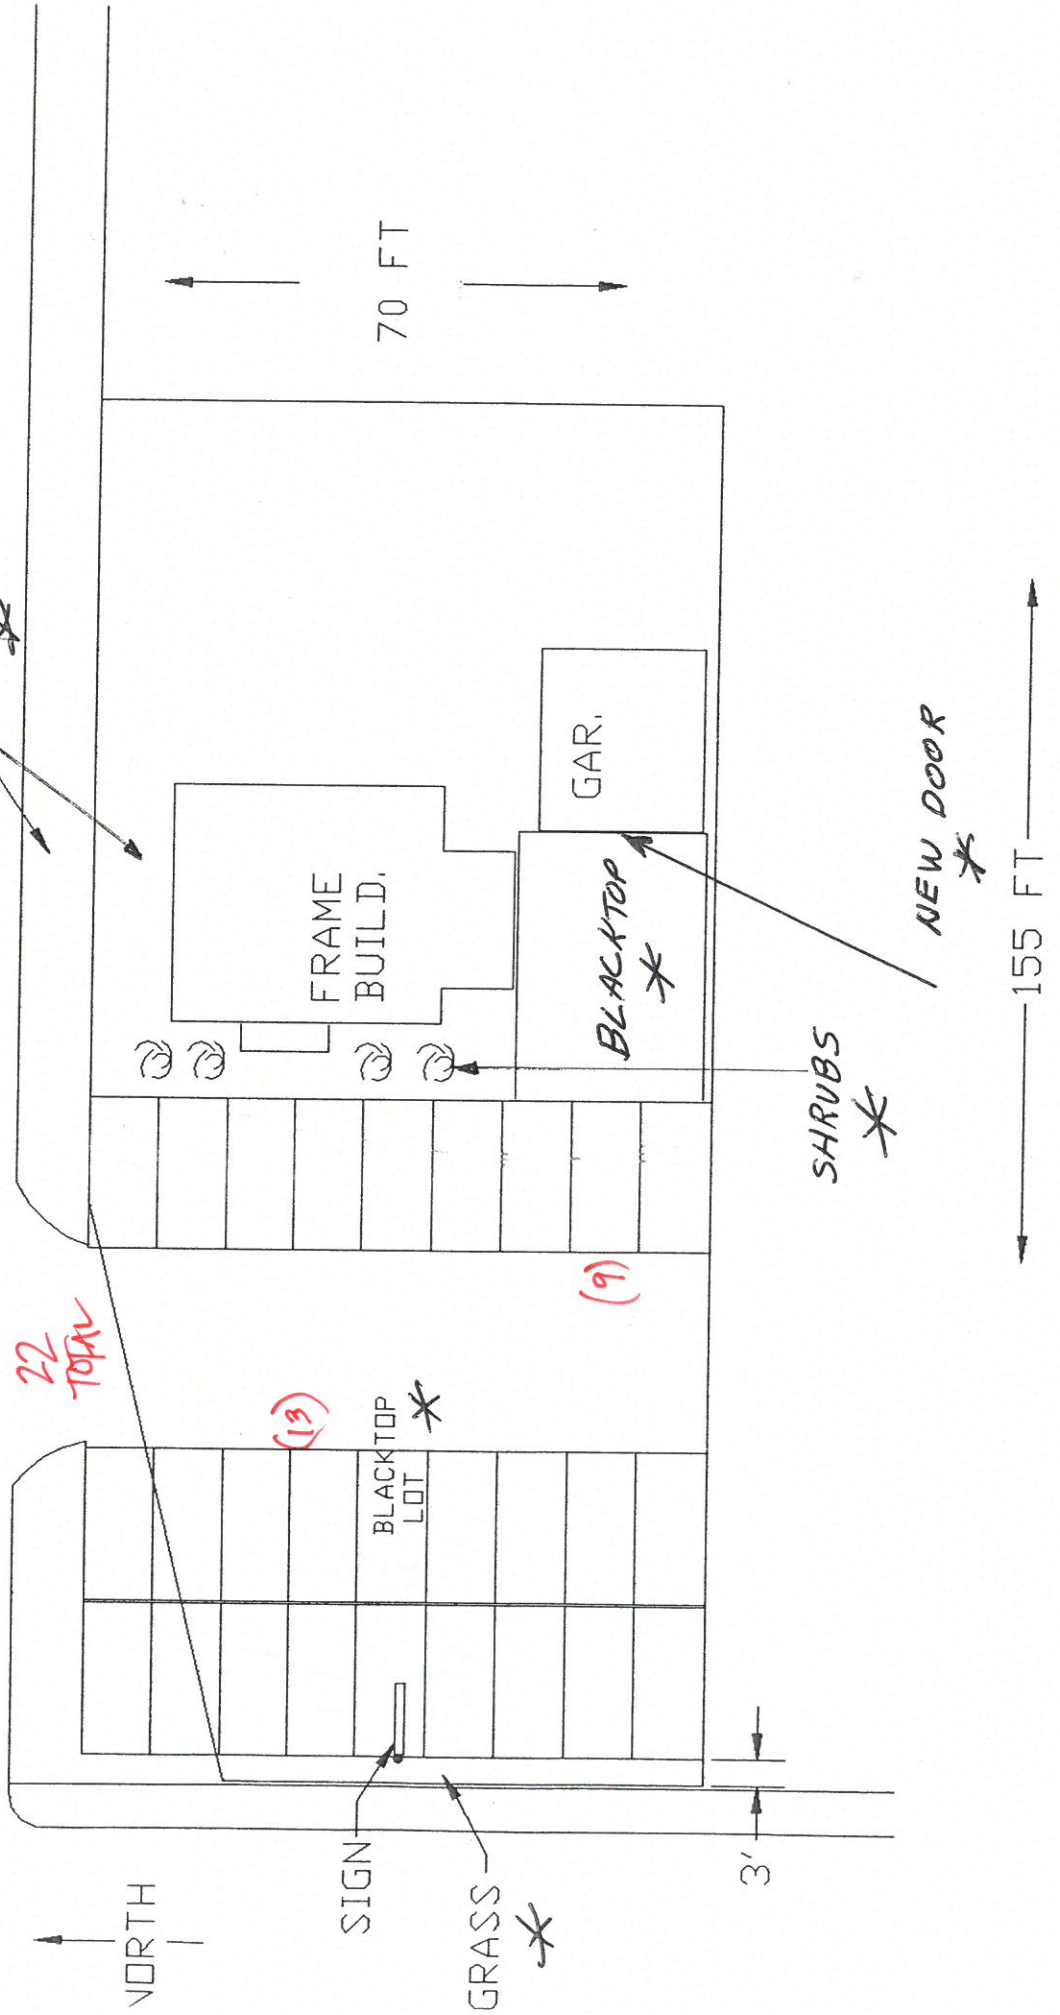 22
TOTAL
(13)
(9)
BLACKTOP
LOT
*
FRAME
BUILD.
GAR.
BLACKTOP
*
70 FT
NORTH
SIGN
GRASS
*
3'
SHRUBS
*
NEW DOOR
*
155 FT
*